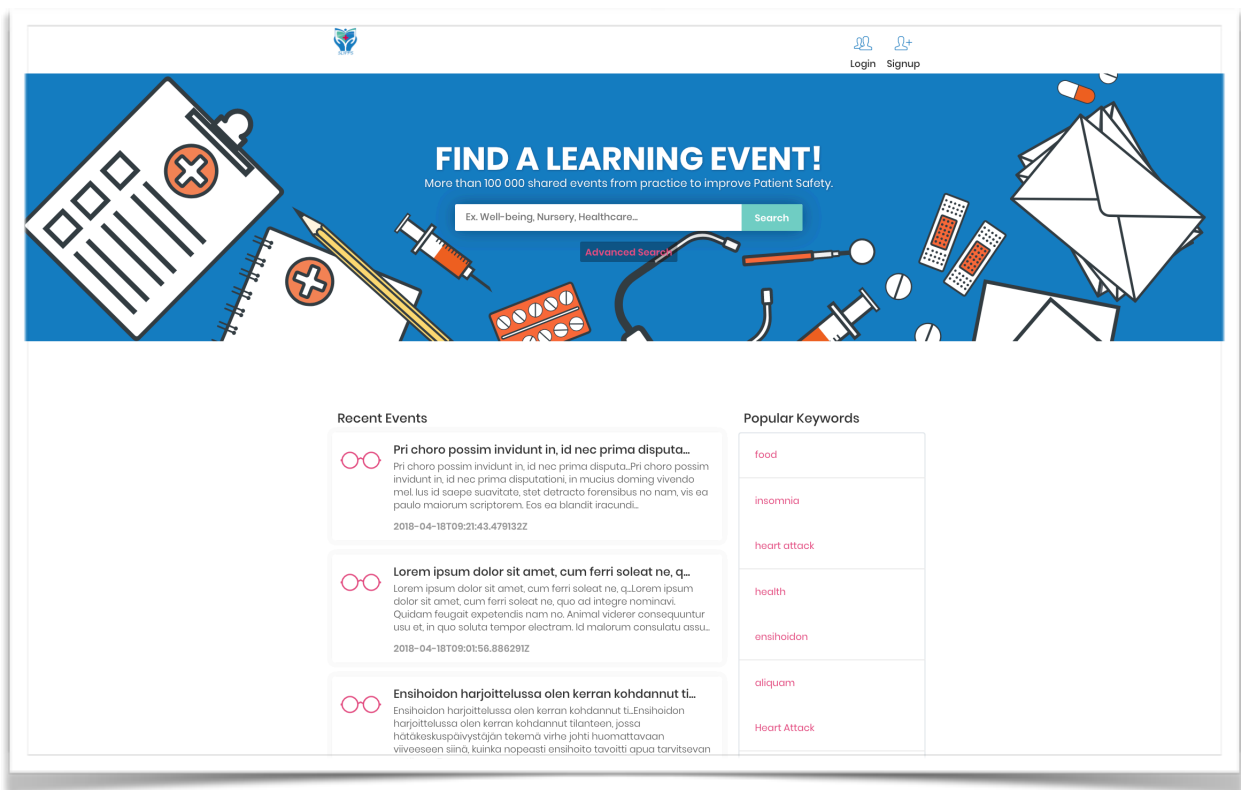 Login Signup
FIND A LEARNING EVENT!
More than 100 000 shared events from practice to improve Patient Safety.
Ex. Well-being, Nursery, Healthcare...
Search
Advanced Search
Recent Events
Pri choro possim invidunt in, id nec prima disputa...
Pri choro possim invidunt in, id nec prima disputa...Pri choro possim
invidunt in, id nec prima disputationi, in mucius doming vivendo
mel. Ius id saepe suavitate, stet detracto forensibus no nam, vis ea
paulo maiorum scriptorem. Eos ea blandit iracundi...
2018-04-18T09:21:43.479132Z
Lorem ipsum dolor sit amet, cum ferri soleat ne, q...
Lorem ipsum dolor sit amet, cum ferri soleat ne, q...Lorem ipsum
dolor sit amet, cum ferri soleat ne, quo ad integre nominavi.
Quidam feugait expetendis nam no. Animal viderer consequuntur
usu et, in quo soluta tempor electram. Id malorum consulatu assu...
2018-04-18T09:01:56.886291Z
Ensihoidon harjoittelussa olen kerran kohdannut ti...
Ensihoidon harjoittelussa olen kerran kohdannut ti...Ensihoidon
harjoittelussa olen kerran kohdannut tilanteen, jossa
hätäkeskuspäivystäjän tekemä virhe johti huomattavaan
viiveeseen siinä, kuinka nopeasti ensihoito tavoitti apua tarvitsevan
Popular Keywords
food
insomnia
heart attack
health
ensihoidon
aliquam
Heart Attack